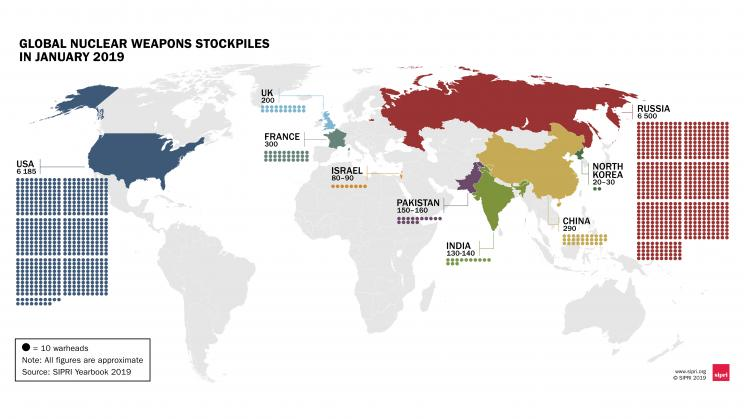 GLOBAL NUCLEAR WEAPONS STOCKPILES
IN JANUARY 2019
UK
200
RUSSIA
6 500
FRANCE
300
USA
6 185
ISRAEL
80–90
NORTH
KOREA
20–30
PAKISTAN
150–160
CHINA
290
INDIA
130-140
= 10 warheads
Note: All figures are approximate
Source: SIPRI Yearbook 2019
www.sipri.org
© SIPRI 2019
sipri